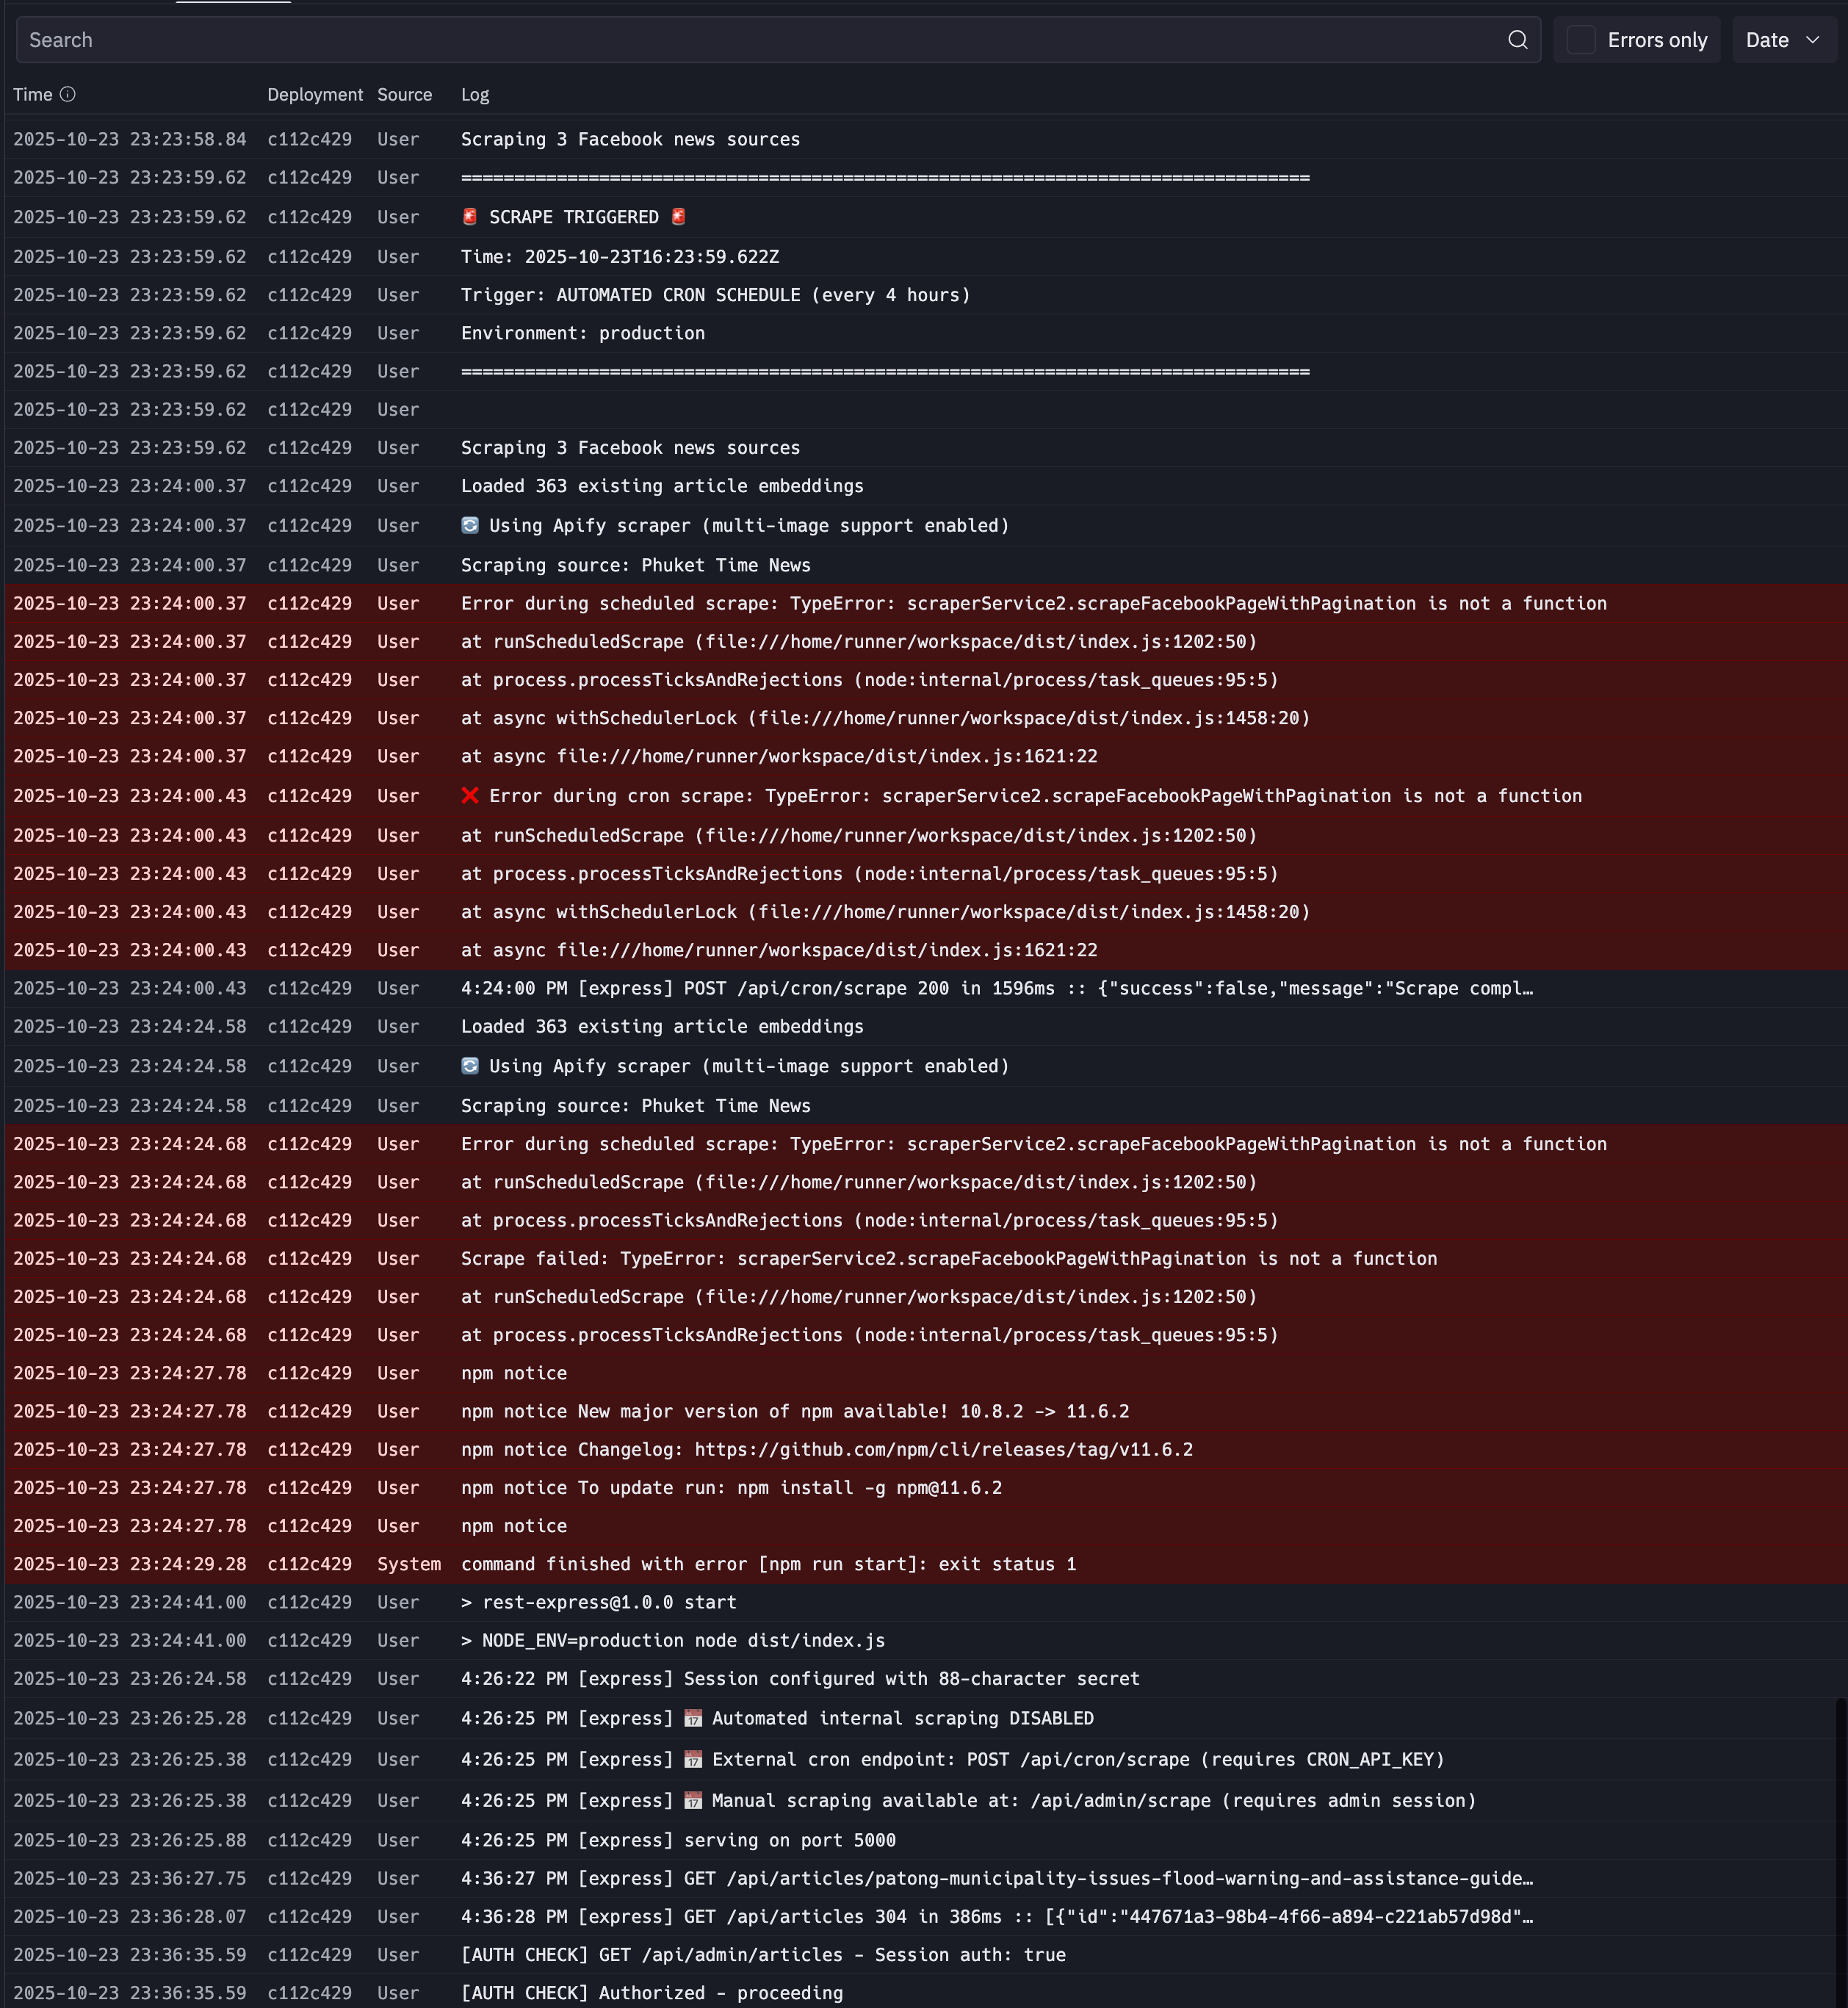 Search
Errors only
Date
Time Deployment Source Log
2025-10-23 23:23:58.84 c112c429 User Scraping 3 Facebook news sources
2025-10-23 23:23:59.62 c112c429 User ================================================================================
2025-10-23 23:23:59.62 c112c429 User 🚨 SCRAPE TRIGGERED 🚨
2025-10-23 23:23:59.62 c112c429 User Time: 2025-10-23T16:23:59.622Z
2025-10-23 23:23:59.62 c112c429 User Trigger: AUTOMATED CRON SCHEDULE (every 4 hours)
2025-10-23 23:23:59.62 c112c429 User Environment: production
2025-10-23 23:23:59.62 c112c429 User ================================================================================
2025-10-23 23:23:59.62 c112c429 User
2025-10-23 23:23:59.62 c112c429 User Scraping 3 Facebook news sources
2025-10-23 23:24:00.37 c112c429 User Loaded 363 existing article embeddings
2025-10-23 23:24:00.37 c112c429 User 🔄 Using Apify scraper (multi-image support enabled)
2025-10-23 23:24:00.37 c112c429 User Scraping source: Phuket Time News
2025-10-23 23:24:00.37 c112c429 User Error during scheduled scrape: TypeError: scraperService2.scrapeFacebookPageWithPagination is not a function
2025-10-23 23:24:00.37 c112c429 User at runScheduledScrape (file:///home/runner/workspace/dist/index.js:1202:50)
2025-10-23 23:24:00.37 c112c429 User at process.processTicksAndRejections (node:internal/process/task_queues:95:5)
2025-10-23 23:24:00.37 c112c429 User at async withSchedulerLock (file:///home/runner/workspace/dist/index.js:1458:20)
2025-10-23 23:24:00.37 c112c429 User at async file:///home/runner/workspace/dist/index.js:1621:22
2025-10-23 23:24:00.43 c112c429 User ❌ Error during cron scrape: TypeError: scraperService2.scrapeFacebookPageWithPagination is not a function
2025-10-23 23:24:00.43 c112c429 User at runScheduledScrape (file:///home/runner/workspace/dist/index.js:1202:50)
2025-10-23 23:24:00.43 c112c429 User at process.processTicksAndRejections (node:internal/process/task_queues:95:5)
2025-10-23 23:24:00.43 c112c429 User at async withSchedulerLock (file:///home/runner/workspace/dist/index.js:1458:20)
2025-10-23 23:24:00.43 c112c429 User at async file:///home/runner/workspace/dist/index.js:1621:22
2025-10-23 23:24:00.43 c112c429 User 4:24:00 PM [express] POST /api/cron/scrape 200 in 1596ms :: {"success":false,"message":"Scrape compl…
2025-10-23 23:24:24.58 c112c429 User Loaded 363 existing article embeddings
2025-10-23 23:24:24.58 c112c429 User 🔄 Using Apify scraper (multi-image support enabled)
2025-10-23 23:24:24.58 c112c429 User Scraping source: Phuket Time News
2025-10-23 23:24:24.68 c112c429 User Error during scheduled scrape: TypeError: scraperService2.scrapeFacebookPageWithPagination is not a function
2025-10-23 23:24:24.68 c112c429 User at runScheduledScrape (file:///home/runner/workspace/dist/index.js:1202:50)
2025-10-23 23:24:24.68 c112c429 User at process.processTicksAndRejections (node:internal/process/task_queues:95:5)
2025-10-23 23:24:24.68 c112c429 User Scrape failed: TypeError: scraperService2.scrapeFacebookPageWithPagination is not a function
2025-10-23 23:24:24.68 c112c429 User at runScheduledScrape (file:///home/runner/workspace/dist/index.js:1202:50)
2025-10-23 23:24:24.68 c112c429 User at process.processTicksAndRejections (node:internal/process/task_queues:95:5)
2025-10-23 23:24:27.78 c112c429 User npm notice
2025-10-23 23:24:27.78 c112c429 User npm notice New major version of npm available! 10.8.2 -> 11.6.2
2025-10-23 23:24:27.78 c112c429 User npm notice Changelog: https://github.com/npm/cli/releases/tag/v11.6.2
2025-10-23 23:24:27.78 c112c429 User npm notice To update run: npm install -g npm@11.6.2
2025-10-23 23:24:27.78 c112c429 User npm notice
2025-10-23 23:24:29.28 c112c429 System command finished with error [npm run start]: exit status 1
2025-10-23 23:24:41.00 c112c429 User > rest-express@1.0.0 start
2025-10-23 23:24:41.00 c112c429 User > NODE_ENV=production node dist/index.js
2025-10-23 23:26:24.58 c112c429 User 4:26:22 PM [express] Session configured with 88-character secret
2025-10-23 23:26:25.28 c112c429 User 4:26:25 PM [express] 📅 Automated internal scraping DISABLED
2025-10-23 23:26:25.38 c112c429 User 4:26:25 PM [express] 📅 External cron endpoint: POST /api/cron/scrape (requires CRON_API_KEY)
2025-10-23 23:26:25.38 c112c429 User 4:26:25 PM [express] 📅 Manual scraping available at: /api/admin/scrape (requires admin session)
2025-10-23 23:26:25.88 c112c429 User 4:26:25 PM [express] serving on port 5000
2025-10-23 23:36:27.75 c112c429 User 4:36:27 PM [express] GET /api/articles/patong-municipality-issues-flood-warning-and-assistance-guide…
2025-10-23 23:36:28.07 c112c429 User 4:36:28 PM [express] GET /api/articles 304 in 386ms :: [{"id":"447671a3-98b4-4f66-a894-c221ab57d98d"…
2025-10-23 23:36:35.59 c112c429 User [AUTH CHECK] GET /api/admin/articles - Session auth: true
2025-10-23 23:36:35.59 c112c429 User [AUTH CHECK] Authorized - proceeding